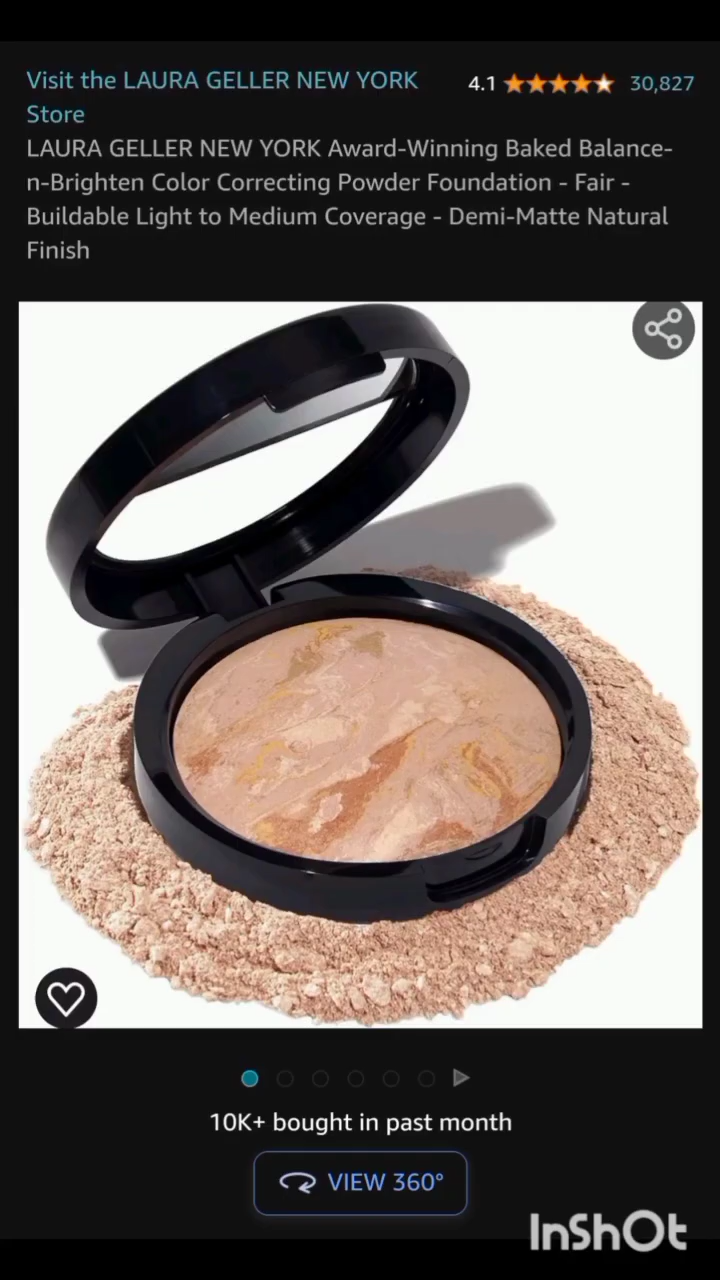 Visit the LAURA GELLER NEW YORK
Store
4.1
30,827
LAURA GELLER NEW YORK Award-Winning Baked Balance-
n-Brighten Color Correcting Powder Foundation - Fair -
Buildable Light to Medium Coverage - Demi-Matte Natural
Finish
10K+ bought in past month
VIEW 360°
InShOt